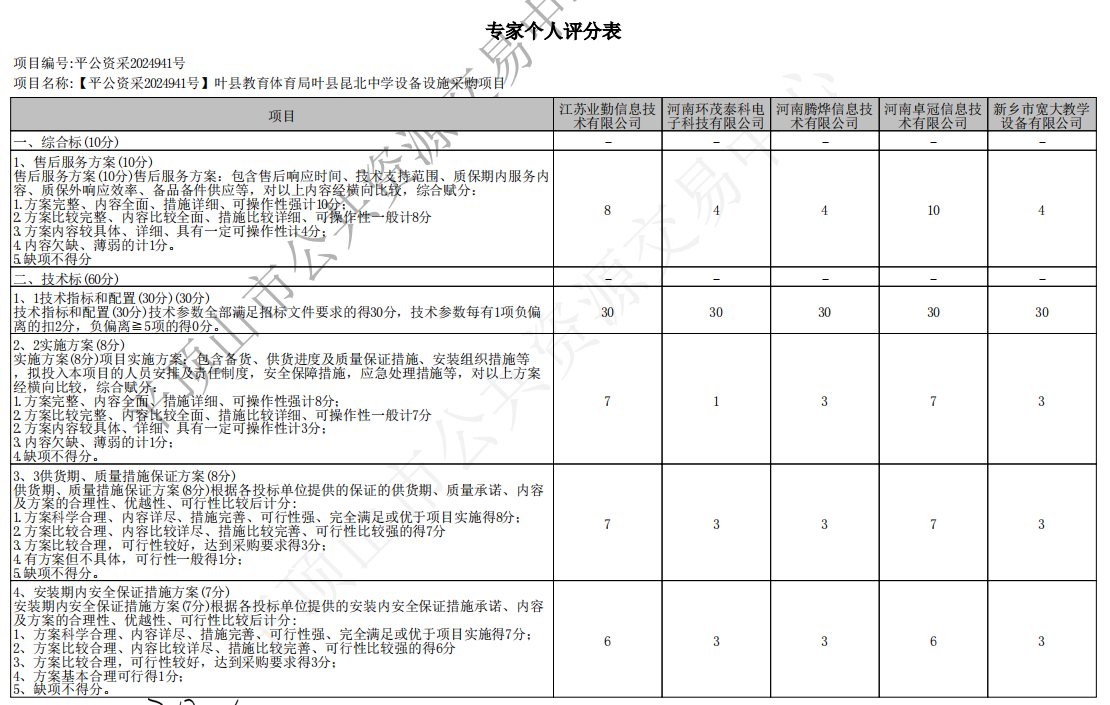 专家个人评分表
项目编号:平公资采2024941号
项目名称:【平公资采2024941号】叶县教育体育局叶县昆北中学设备设施采购项目
项目 江苏业勤信息技术有限公司 河南环茂泰科电子科技有限公司 河南腾烨信息技术有限公司 河南卓冠信息技术有限公司 新乡市宽大教学设备有限公司
一、综合标(10分) - - - - -
1、售后服务方案(10分)
售后服务方案(10分)售后服务方案：包含售后响应时间、技术支持范围、质保期内服务内
容、质保外响应效率、备品备件供应等，对以上内容经横向比较，综合赋分：
1.方案完整、内容全面、措施详细、可操作性强计10分；
2.方案比较完整、内容比较全面、措施比较详细、可操作性一般计8分
3.方案内容较具体、详细、具有一定可操作性计4分；
4.内容欠缺、薄弱的计1分。
5.缺项不得分
8 4 4 10 4
二、技术标(60分) - - - - -
1、1技术指标和配置(30分)(30分)
技术指标和配置(30分)技术参数全部满足招标文件要求的得30分，技术参数每有1项负偏
离的扣2分，负偏离≧5项的得0分。
30 30 30 30 30
2、2实施方案(8分)
实施方案(8分)项目实施方案：包含备货、供货进度及质量保证措施、安装组织措施等
，拟投入本项目的人员安排及责任制度，安全保障措施，应急处理措施等，对以上方案
经横向比较，综合赋分：
1.方案完整、内容全面、措施详细、可操作性强计8分；
2.方案比较完整、内容比较全面、措施比较详细、可操作性一般计7分
2.方案内容较具体、详细、具有一定可操作性计3分；
3.内容欠缺、薄弱的计1分；
4.缺项不得分。
7 1 3 7 3
3、3供货期、质量措施保证方案(8分)
供货期、质量措施保证方案(8分)根据各投标单位提供的保证的供货期、质量承诺、内容
及方案的合理性、优越性、可行性比较后计分:
1.方案科学合理、内容详尽、措施完善、可行性强、完全满足或优于项目实施得8分；
2.方案比较合理、内容比较详尽、措施比较完善、可行性比较强的得7分
3.方案比较合理，可行性较好，达到采购要求得3分；
4.有方案但不具体，可行性一般得1分；
5.缺项不得分。
7 3 3 7 3
4、安装期内安全保证措施方案(7分)
安装期内安全保证措施方案(7分)根据各投标单位提供的安装内安全保证措施承诺、内容
及方案的合理性、优越性、可行性比较后计分:
1、方案科学合理、内容详尽、措施完善、可行性强、完全满足或优于项目实施得7分；
2、方案比较合理、内容比较详尽、措施比较完善、可行性比较强的得6分
3、方案比较合理，可行性较好，达到采购要求得3分；
4、方案基本合理可行得1分；
5、缺项不得分。
6 3 3 6 3
平顶山市公共资源交易中
平顶山市公共资源交易中心